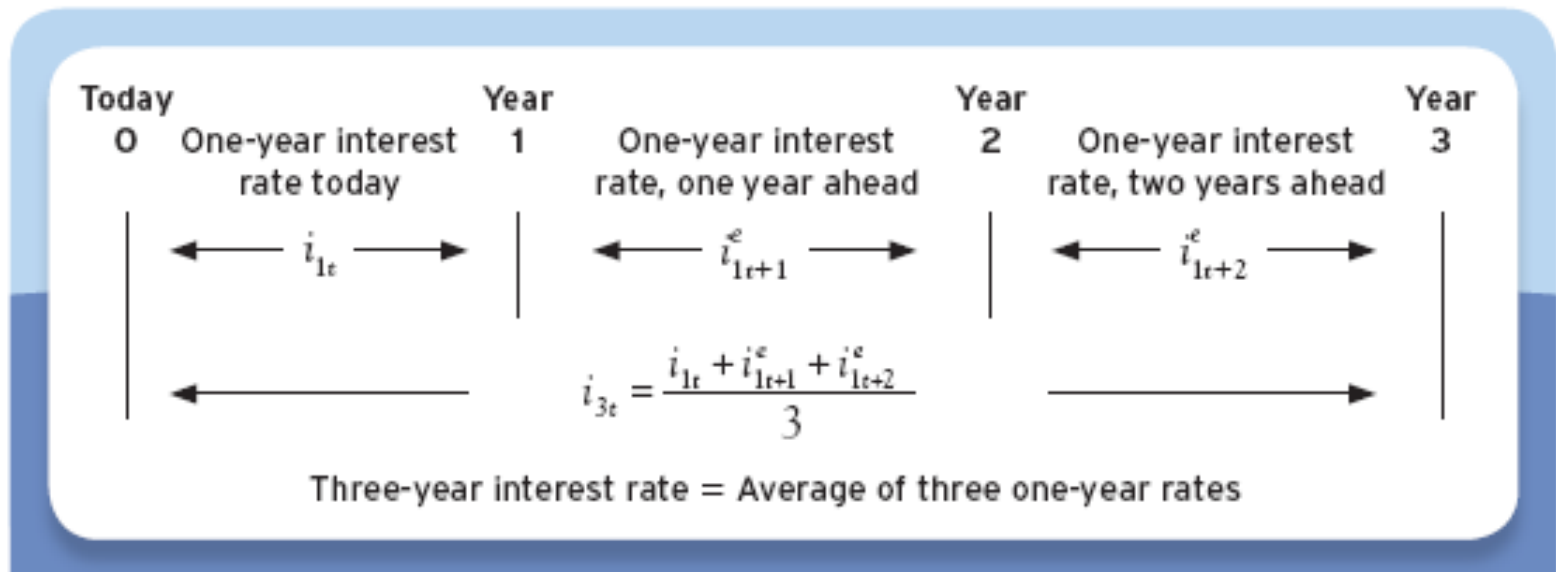 Today Year Year Year
0 One-year interest 1 One-year interest 2 One-year interest 3
rate today rate, one year ahead rate, two years ahead
i₁ₜ iᵉ₁ₜ₊₁ iᵉ₁ₜ₊₂
i₃ₜ = (i₁ₜ + iᵉ₁ₜ₊₁ + iᵉ₁ₜ₊₂) / 3
Three-year interest rate = Average of three one-year rates